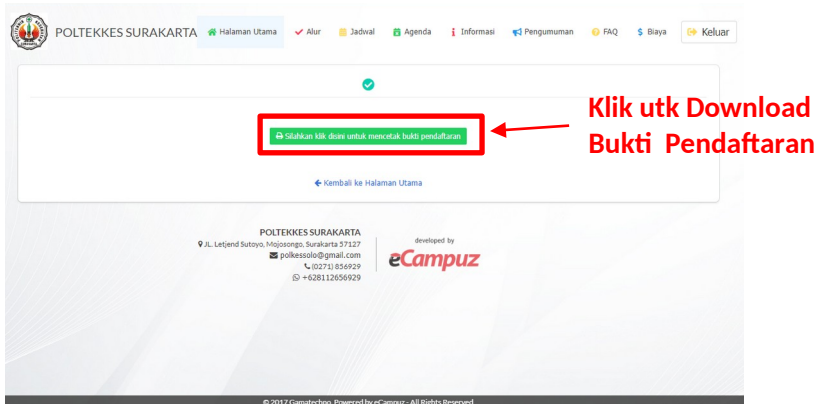 POLTEKKES SURAKARTA
Halaman Utama
Alur
Jadwal
Agenda
Informasi
Pengumuman
FAQ
$ Biaya
Keluar
Silahkan klik disini untuk mencetak bukti pendaftaran
Klik utk Download
Bukti Pendaftaran
Kembali ke Halaman Utama
POLTEKKES SURAKARTA
JL. Letjend Sutoyo, Mojosongo, Surakarta 57127
polkessolo@gmail.com
(0271) 856929
+628112656929
developed by
eCampuz
© 2017 Gamatechno. Powered by eCampuz - All Rights Reserved